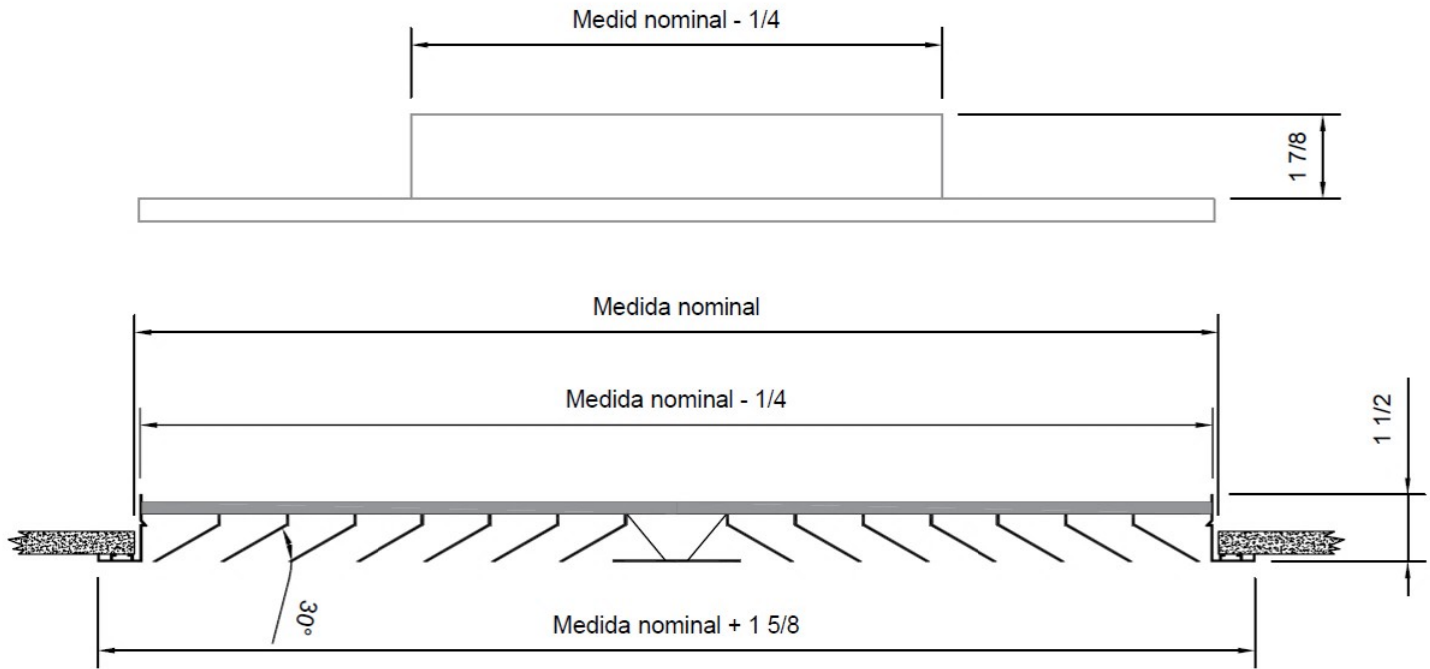 Medid nominal - 1/4
1 7/8
Medida nominal
Medida nominal - 1/4
1 1/2
30°
Medida nominal + 1 5/8